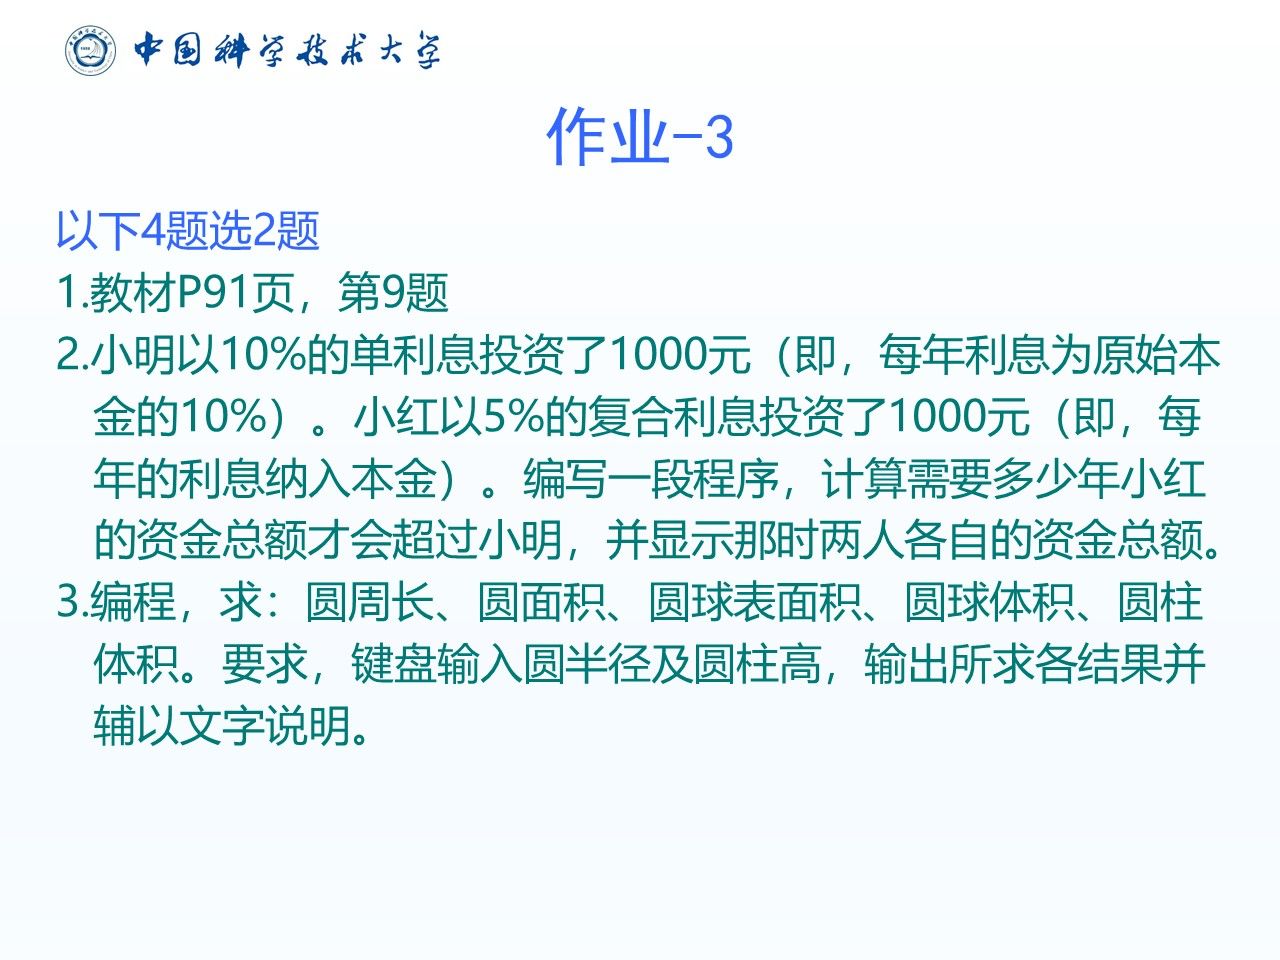 中国科学技术大学
作业-3
以下4题选2题
1.教材P91页，第9题
2.小明以10%的单利息投资了1000元（即，每年利息为原始本
金的10%）。小红以5%的复合利息投资了1000元（即，每
年的利息纳入本金）。编写一段程序，计算需要多少年小红
的资金总额才会超过小明，并显示那时两人各自的资金总额。
3.编程，求：圆周长、圆面积、圆球表面积、圆球体积、圆柱
体积。要求，键盘输入圆半径及圆柱高，输出所求各结果并
辅以文字说明。